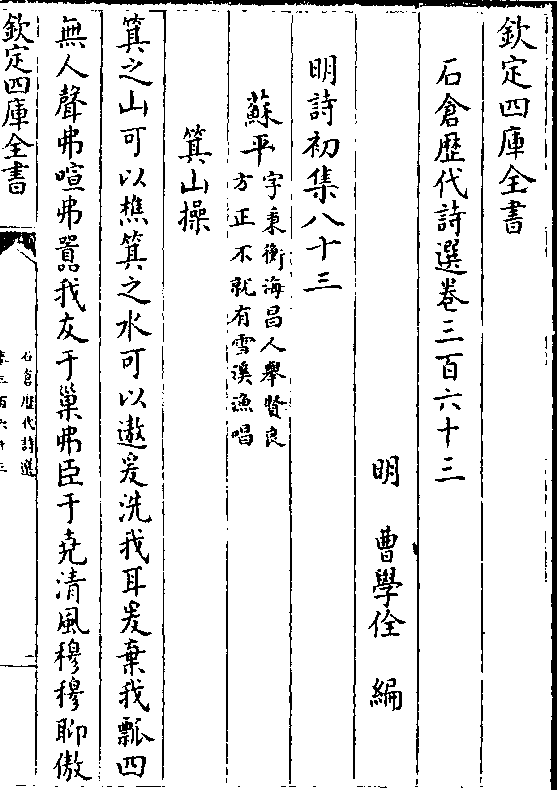 欽定四庫全書
石倉歴代詩選卷三百六十三
明 曹學佺 編
明詩初集八十三
蘇平字秉衡海昌人舉賢良方正不就有雪溪漁唱
箕山操
箕之山可以樵箕之水可以遨爰洗我耳爰棄我瓢四
無人聲弗喧弗囂我友于巢弗臣于堯清風穆穆聊傲
欽定四庫全書
石倉歴代詩選
卷三百六十三
一